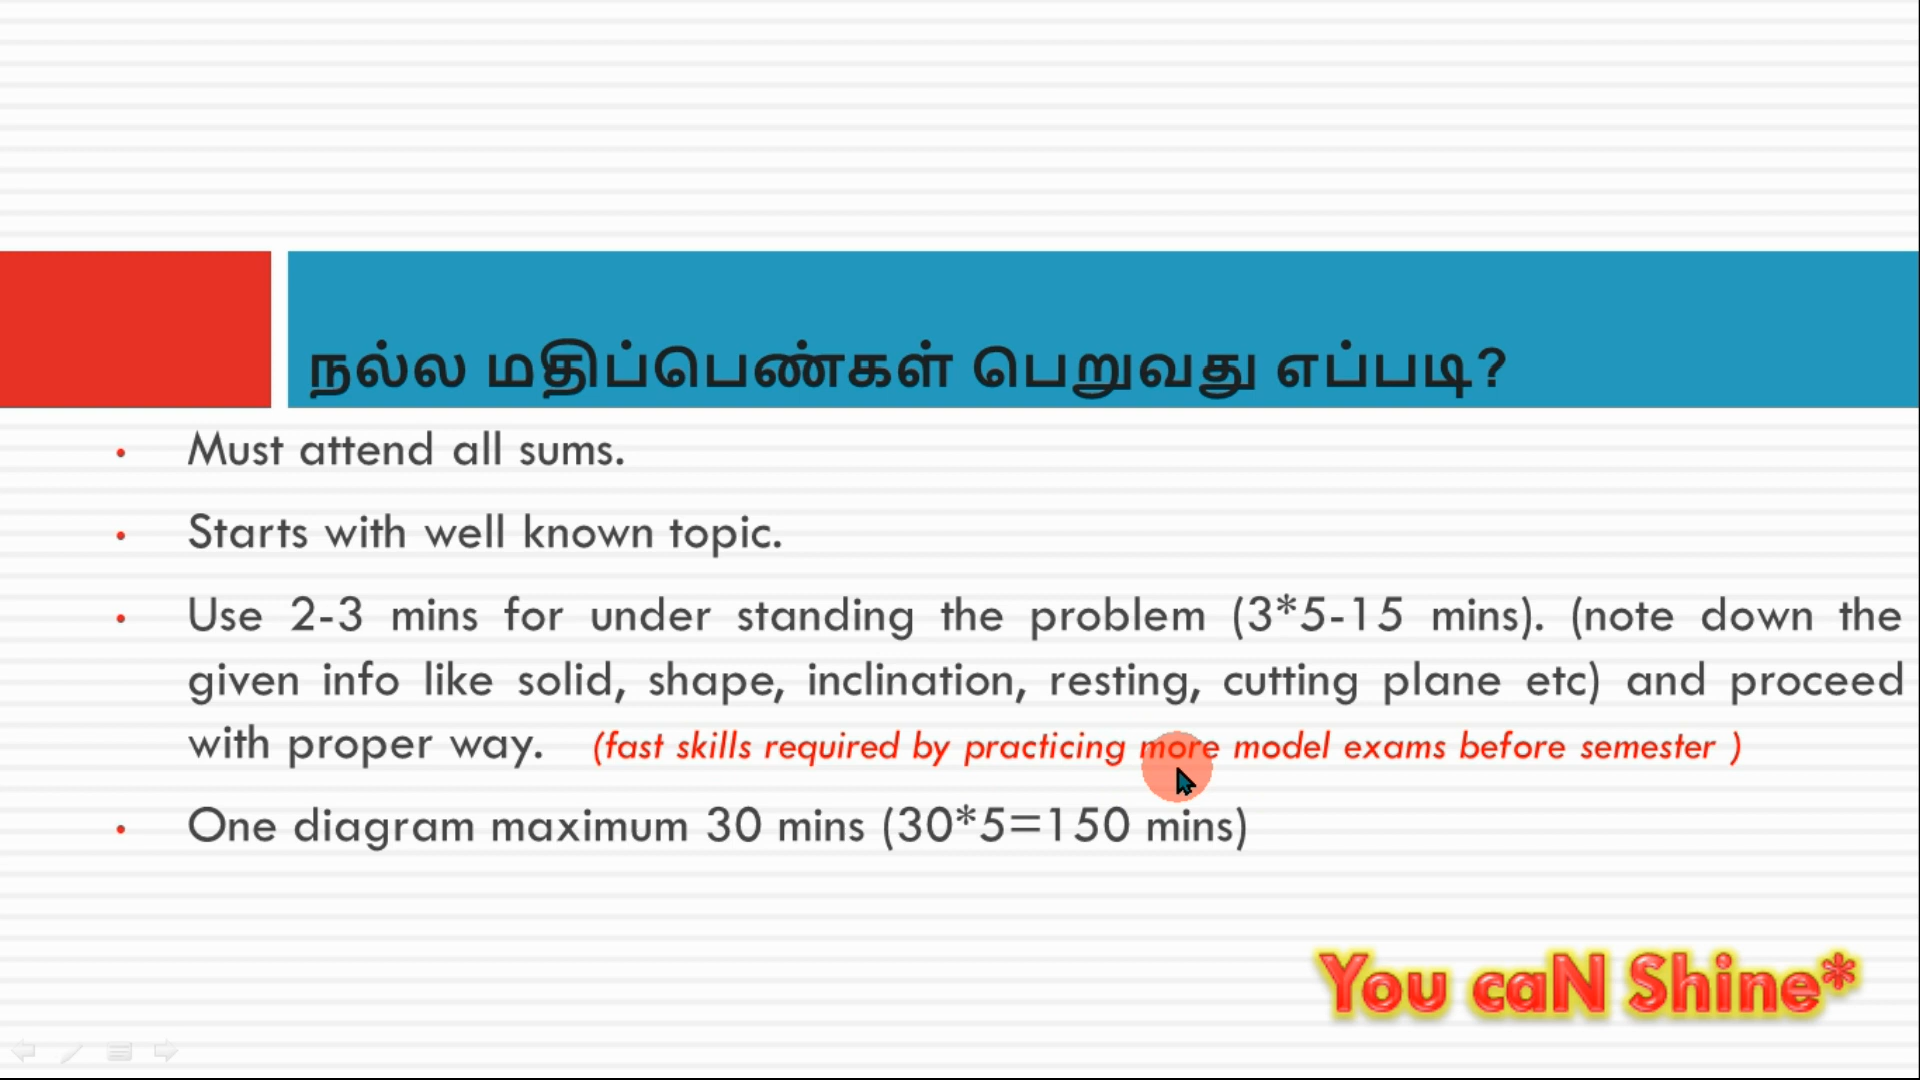 நல்ல மதிப்பெண்கள் பெறுவது எப்படி?
• Must attend all sums.
• Starts with well known topic.
• Use 2-3 mins for under standing the problem (3*5-15 mins). (note down the
given info like solid, shape, inclination, resting, cutting plane etc) and proceed
with proper way. (fast skills required by practicing more model exams before semester )
• One diagram maximum 30 mins (30*5=150 mins)
You caN Shine*